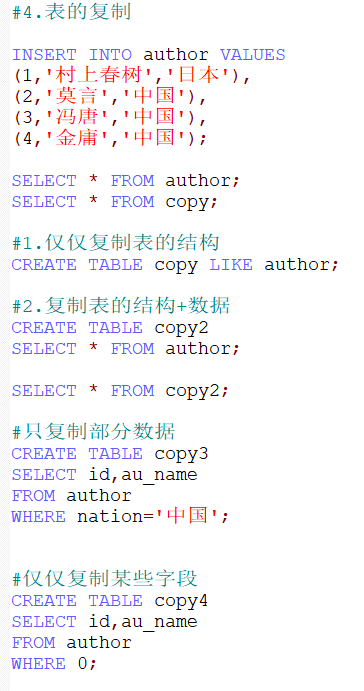 #4.表的复制
INSERT INTO author VALUES
(1,'村上春树','日本'),
(2,'莫言','中国'),
(3,'冯唐','中国'),
(4,'金庸','中国');
SELECT * FROM author;
SELECT * FROM copy;
#1.仅仅复制表的结构
CREATE TABLE copy LIKE author;
#2.复制表的结构+数据
CREATE TABLE copy2
SELECT * FROM author;
SELECT * FROM copy2;
#只复制部分数据
CREATE TABLE copy3
SELECT id,au_name
FROM author
WHERE nation='中国';
#仅仅复制某些字段
CREATE TABLE copy4
SELECT id,au_name
FROM author
WHERE 0;